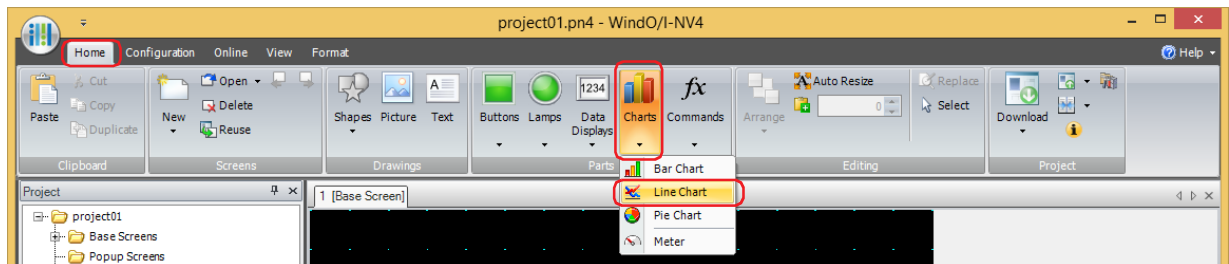 project01.pn4 - WindO/I-NV4
Home Configuration Online View Format Help
Cut Open Auto Resize Replace
Copy Delete 0 Select
Duplicate Reuse
Paste New Shapes Picture Text Buttons Lamps Data Displays Charts Commands Arrange Download
1234
fx
Clipboard Screens Drawings Parts Editing Project
Bar Chart
Line Chart
Pie Chart
Meter
Project
1 [Base Screen]
project01
Base Screens
Popup Screens